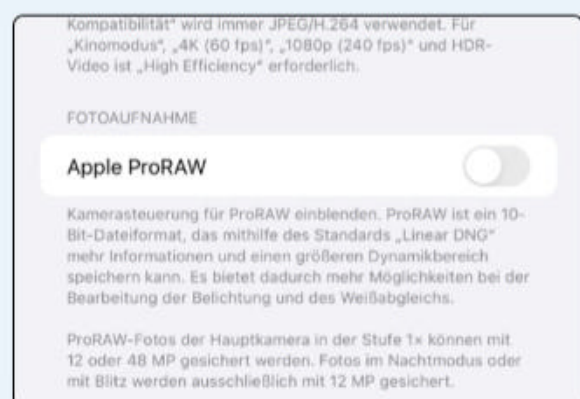 Kompatibilität“ wird immer JPEG/H.264 verwendet. Für
„Kinomodus“, „4K (60 fps)“, „1080p (240 fps)“ und HDR-
Video ist „High Efficiency“ erforderlich.
FOTOAUFNAHME
Apple ProRAW
Kamerasteuerung für ProRAW einblenden. ProRAW ist ein 10-
Bit-Dateiformat, das mithilfe des Standards „Linear DNG“
mehr Informationen und einen größeren Dynamikbereich
speichern kann. Es bietet dadurch mehr Möglichkeiten bei der
Bearbeitung der Belichtung und des Weißabgleichs.
ProRAW-Fotos der Hauptkamera in der Stufe 1× können mit
12 oder 48 MP gesichert werden. Fotos im Nachtmodus oder
mit Blitz werden ausschließlich mit 12 MP gesichert.